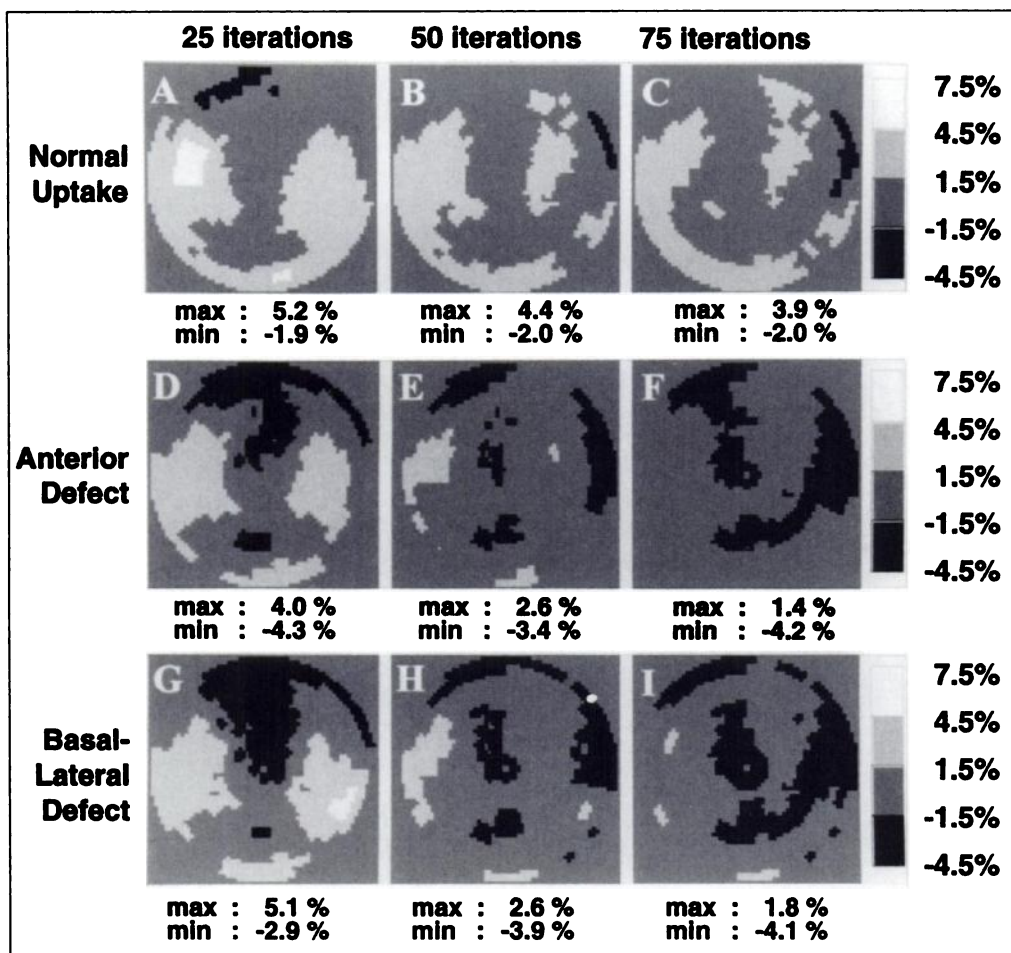 25 iterations 50 iterations 75 iterations
A B C
Normal
Uptake
7.5%
4.5%
1.5%
-1.5%
-4.5%
max : 5.2 % max : 4.4 % max : 3.9 %
min : -1.9 % min : -2.0 % min : -2.0 %
D E F
Anterior
Defect
7.5%
4.5%
1.5%
-1.5%
-4.5%
max : 4.0 % max : 2.6 % max : 1.4 %
min : -4.3 % min : -3.4 % min : -4.2 %
G H I
Basal-
Lateral
Defect
7.5%
4.5%
1.5%
-1.5%
-4.5%
max : 5.1 % max : 2.6 % max : 1.8 %
min : -2.9 % min : -3.9 % min : -4.1 %